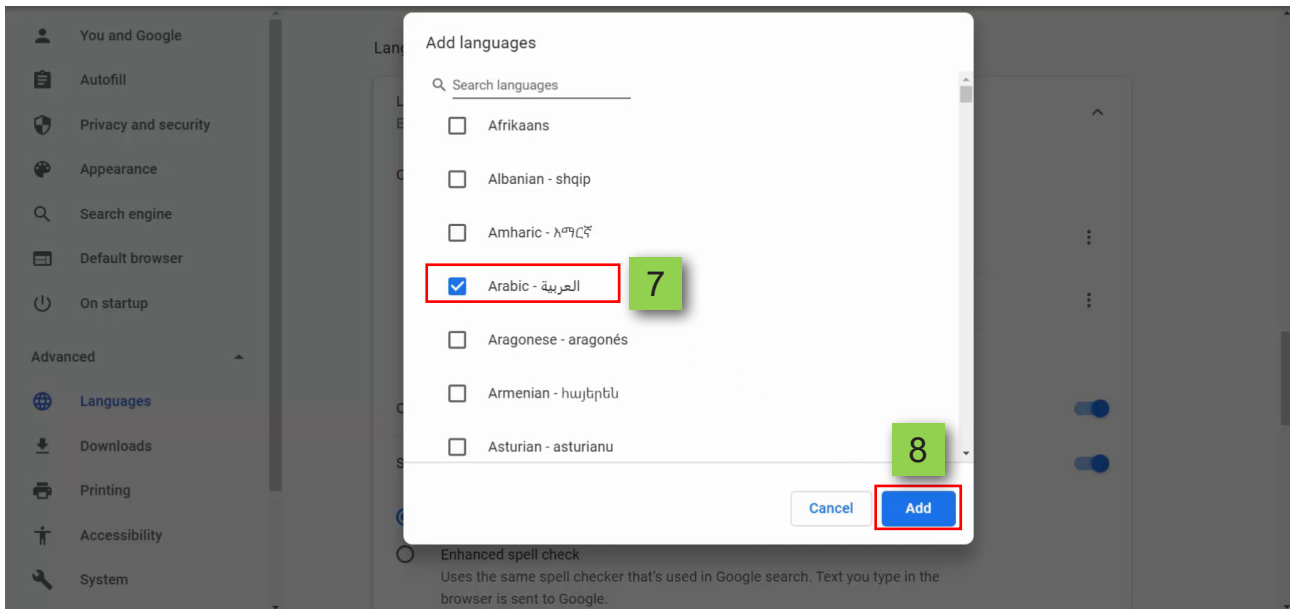 You and Google
Autofill
Privacy and security
Appearance
Search engine
Default browser
On startup
Advanced
Languages
Downloads
Printing
Accessibility
System
Lang
L
E
O
S
Add languages
Search languages
Afrikaans
Albanian - shqip
Amharic - አማርኛ
Arabic - العربية
7
Aragonese - aragonés
Armenian - հայերեն
Asturian - asturianu
8
Cancel
Add
Enhanced spell check
Uses the same spell checker that's used in Google search. Text you type in the
browser is sent to Google.